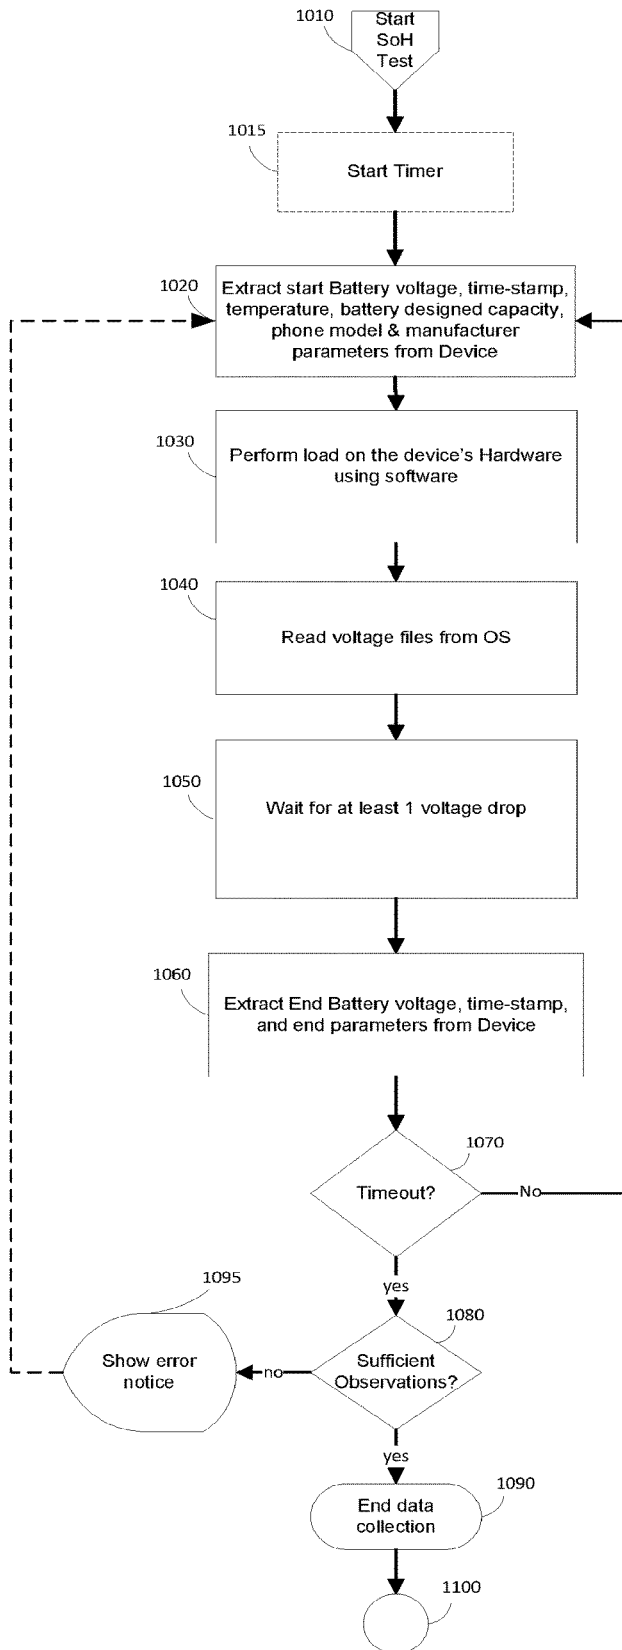 1010
Start
SoH
Test
1015
Start Timer
1020
Extract start Battery voltage, time-stamp,
temperature, battery designed capacity,
phone model & manufacturer
parameters from Device
1030
Perform load on the device's Hardware
using software
1040
Read voltage files from OS
1050
Wait for at least 1 voltage drop
1060
Extract End Battery voltage, time-stamp,
and end parameters from Device
1070
Timeout?
No
yes
1095
1080
Show error
notice
no
Sufficient
Observations?
yes
1090
End data
collection
1100